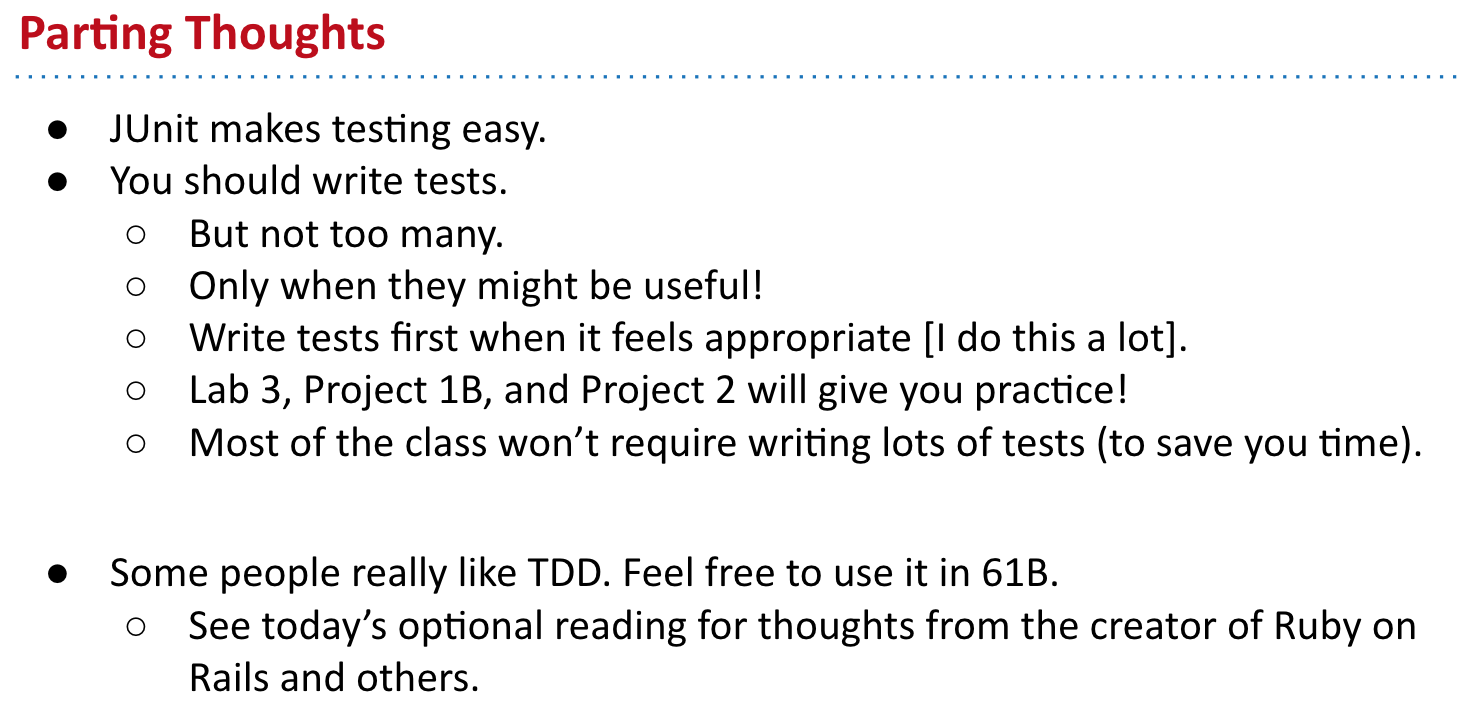 Parting Thoughts
● JUnit makes testing easy.
● You should write tests.
○ But not too many.
○ Only when they might be useful!
○ Write tests first when it feels appropriate [I do this a lot].
○ Lab 3, Project 1B, and Project 2 will give you practice!
○ Most of the class won’t require writing lots of tests (to save you time).
● Some people really like TDD. Feel free to use it in 61B.
○ See today’s optional reading for thoughts from the creator of Ruby on
Rails and others.